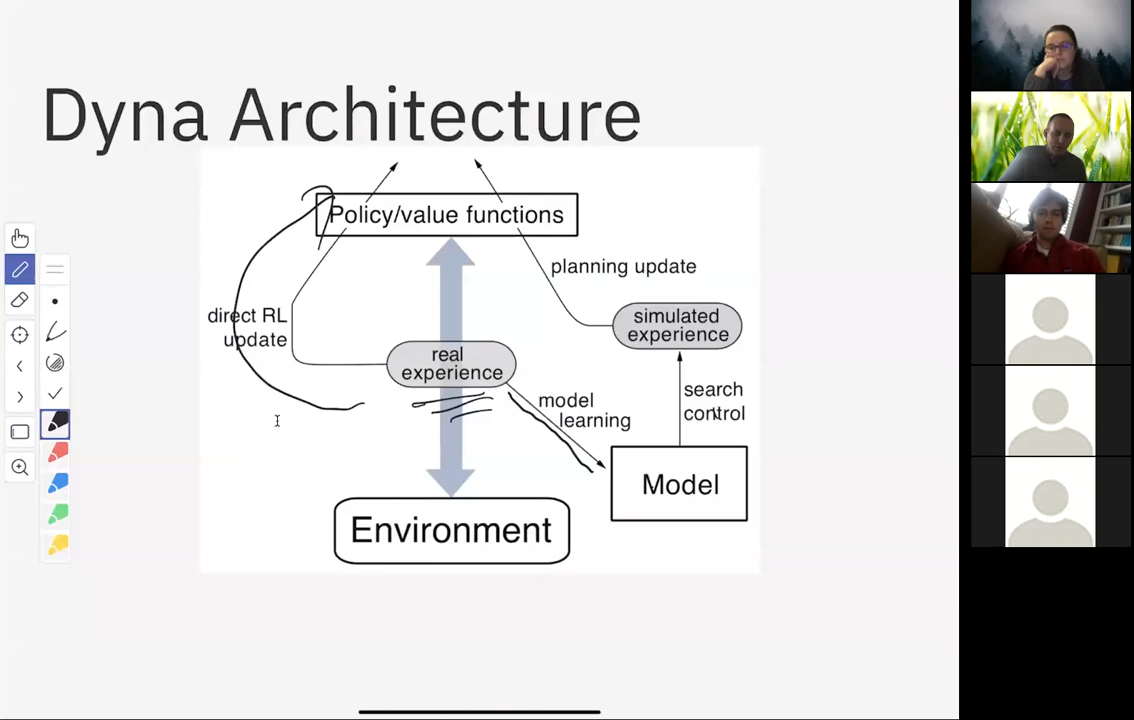 Dyna Architecture
Policy/value functions
planning update
direct RL
update
simulated
experience
real
experience
search
control
model
learning
Model
Environment